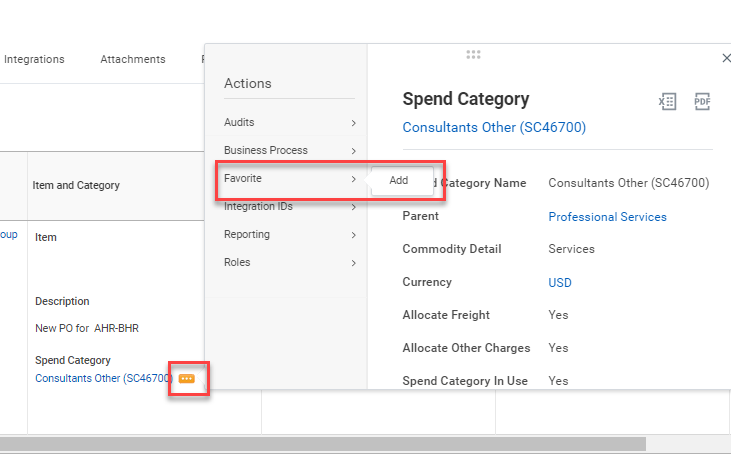 Integrations
Attachments
Item and Category
oup
Item
Description
New PO for AHR-BHR
Spend Category
Consultants Other (SC46700)
Actions
Audits
Business Process
Favorite
Add
Integration IDs
Reporting
Roles
Spend Category
Consultants Other (SC46700)
PDF
d Category Name Consultants Other (SC46700)
Parent Professional Services
Commodity Detail Services
Currency USD
Allocate Freight Yes
Allocate Other Charges Yes
Spend Category In Use Yes